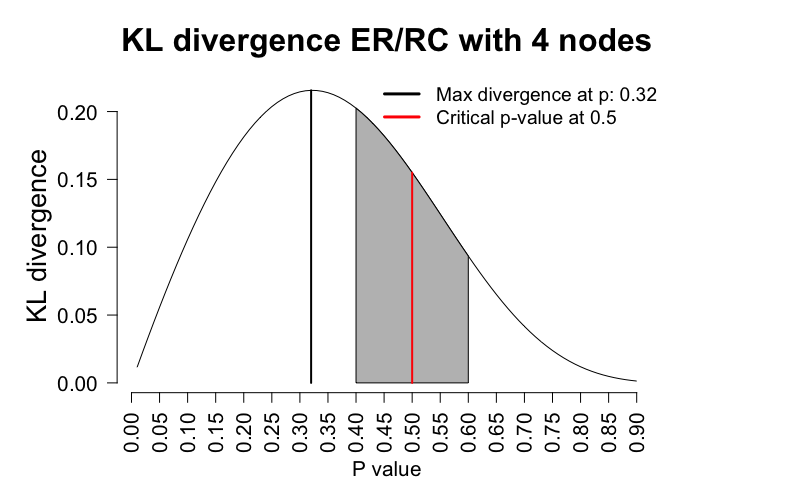 KL divergence ER/RC with 4 nodes
Max divergence at p: 0.32
Critical p-value at 0.5
KL divergence
0.20
0.15
0.10
0.05
0.00
0.00 0.05 0.10 0.15 0.20 0.25 0.30 0.35 0.40 0.45 0.50 0.55 0.60 0.65 0.70 0.75 0.80 0.85 0.90
P value